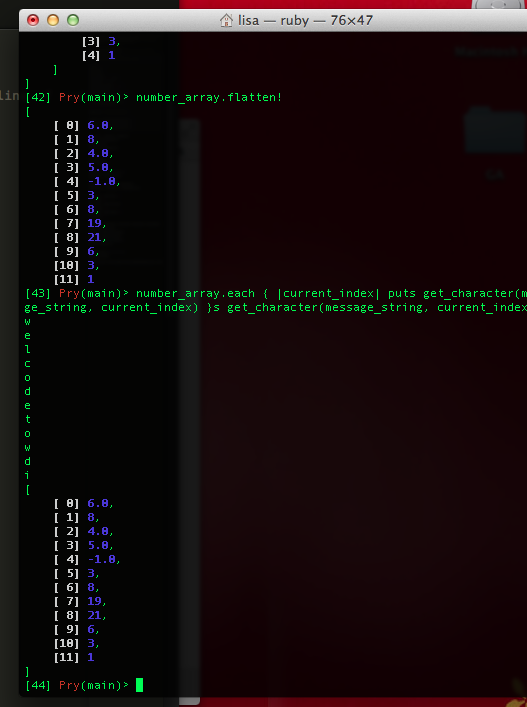 lisa — ruby — 76×47
[3] 3,
[4] 1
]
]
[42] Pry(main)> number_array.flatten!
[
[ 0] 6.0,
[ 1] 8,
[ 2] 4.0,
[ 3] 5.0,
[ 4] -1.0,
[ 5] 3,
[ 6] 8,
[ 7] 19,
[ 8] 21,
[ 9] 6,
[10] 3,
[11] 1
[43] Pry(main)> number_array.each { |current_index| puts get_character(m
ge_string, current_index) }s get_character(message_string, current_index
w
e
l
c
o
d
e
t
o
w
d
i
[
[ 0] 6.0,
[ 1] 8,
[ 2] 4.0,
[ 3] 5.0,
[ 4] -1.0,
[ 5] 3,
[ 6] 8,
[ 7] 19,
[ 8] 21,
[ 9] 6,
[10] 3,
[11] 1
]
[44] Pry(main)>